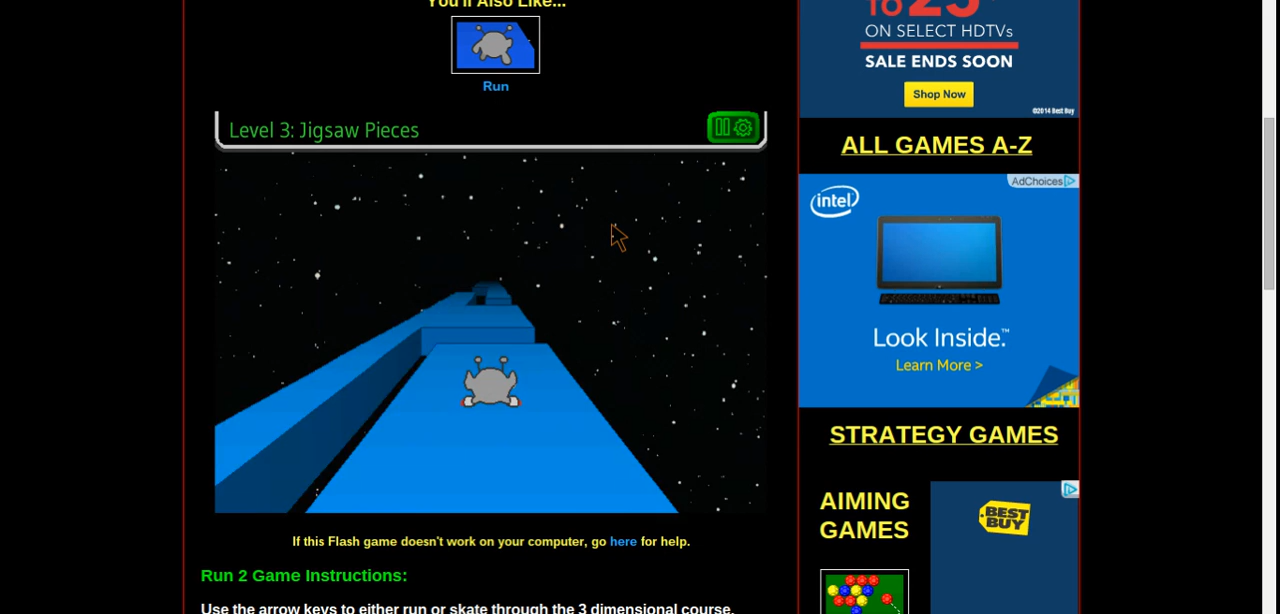 You'll Also Like...
Run
Level 3: Jigsaw Pieces
If this Flash game doesn't work on your computer, go here for help.
Run 2 Game Instructions:
Use the arrow keys to either run or skate through the 3 dimensional course.
ON SELECT HDTVs
SALE ENDS SOON
Shop Now
©2014 Best Buy
ALL GAMES A-Z
AdChoices
intel
Look Inside.™
Learn More >
STRATEGY GAMES
AIMING
GAMES
BEST
BUY